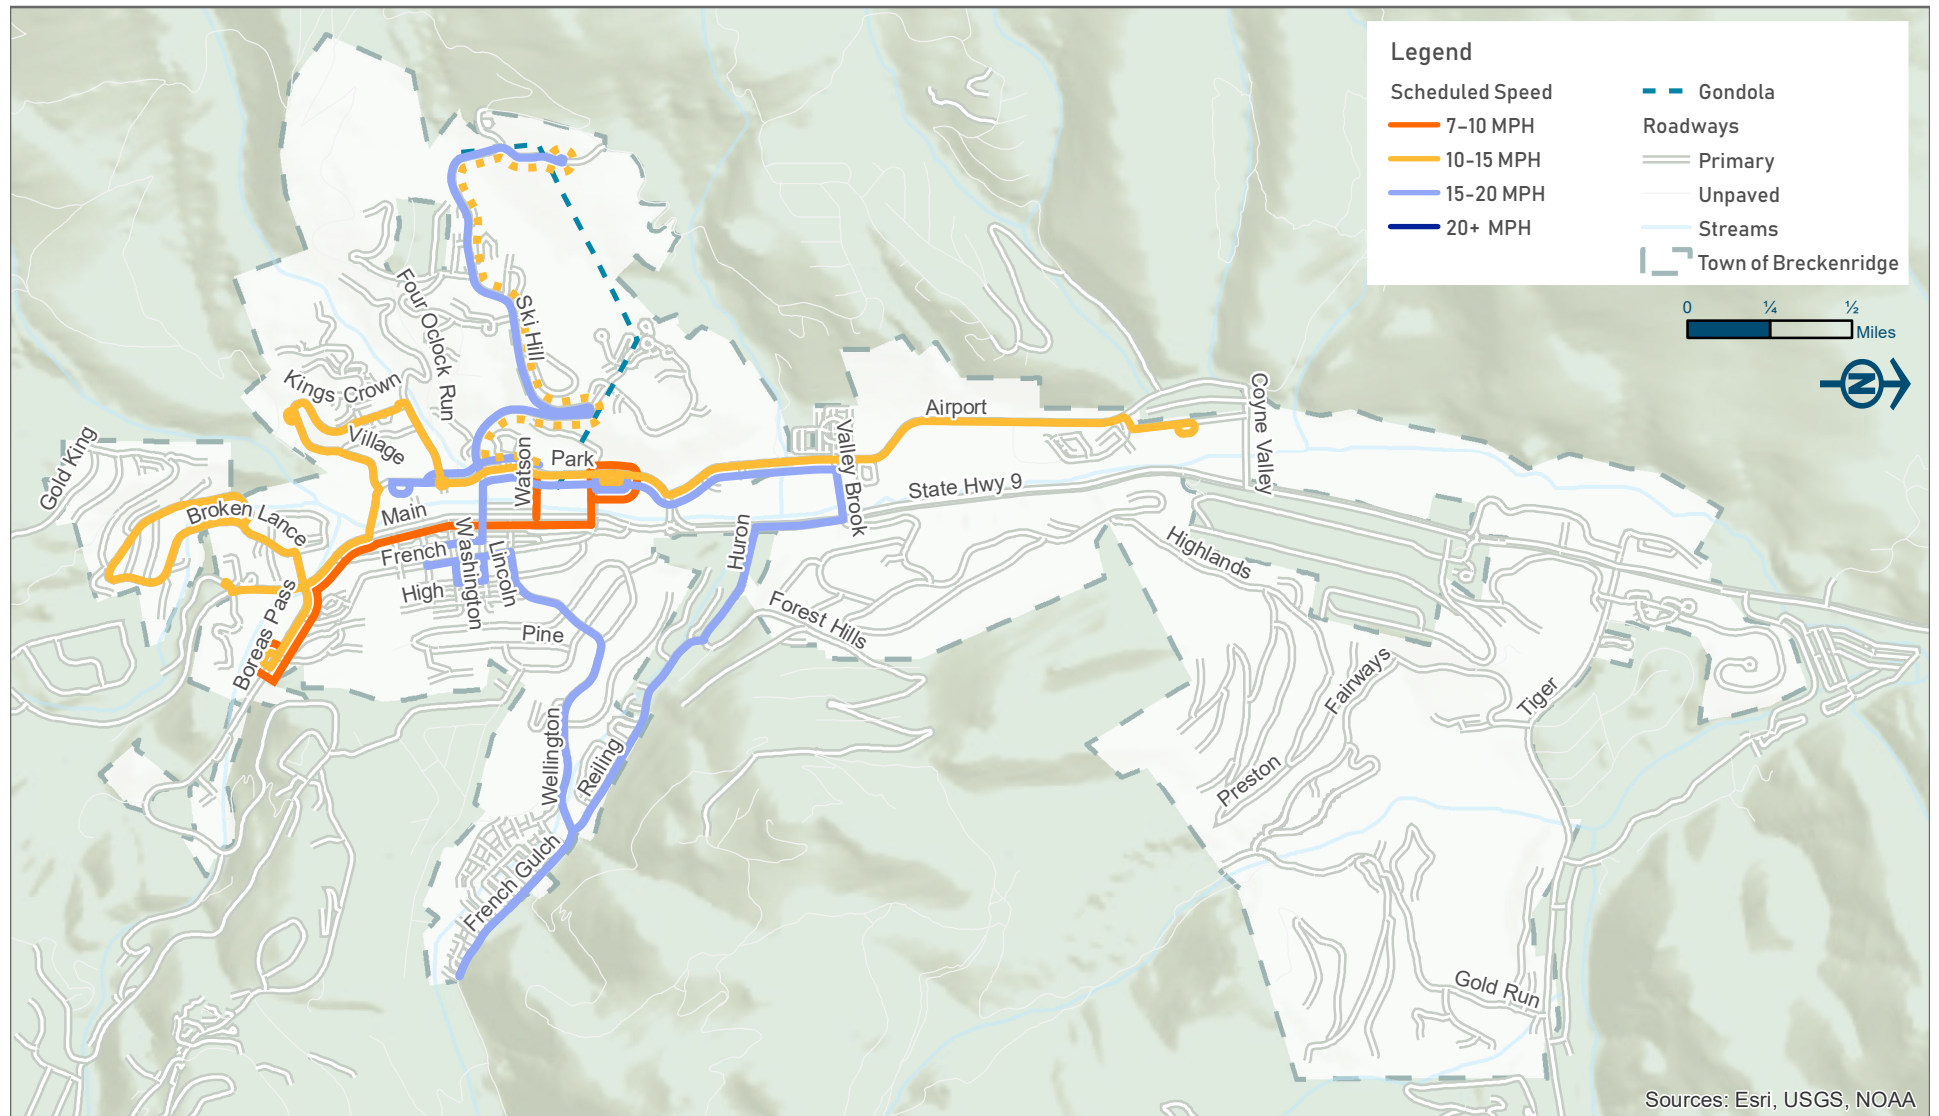 Legend
Scheduled Speed
7–10 MPH
10-15 MPH
15-20 MPH
20+ MPH
Gondola
Roadways
Primary
Unpaved
Streams
Town of Breckenridge
0 ¼ ½
Miles
N
Four Oclock Run
Ski Hill
Kings Crown
Village
Gold King
Broken Lance
Main
French
High
Washington
Lincoln
Watson
Park
Pine
Boreas Pass
Wellington
Reiling
French Gulch
Huron
Valley Brook
Airport
State Hwy 9
Coyne Valley
Forest Hills
Highlands
Fairways
Preston
Tiger
Gold Run
Sources: Esri, USGS, NOAA